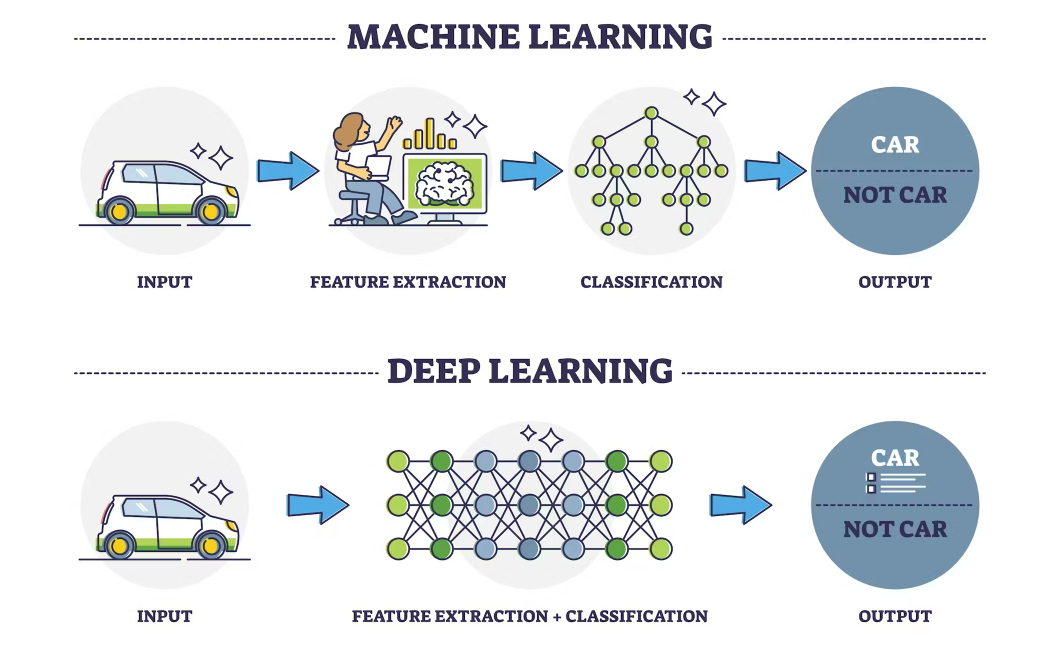 MACHINE LEARNING
CAR
NOT CAR
INPUT
FEATURE EXTRACTION
CLASSIFICATION
OUTPUT
DEEP LEARNING
CAR
NOT CAR
INPUT
FEATURE EXTRACTION + CLASSIFICATION
OUTPUT